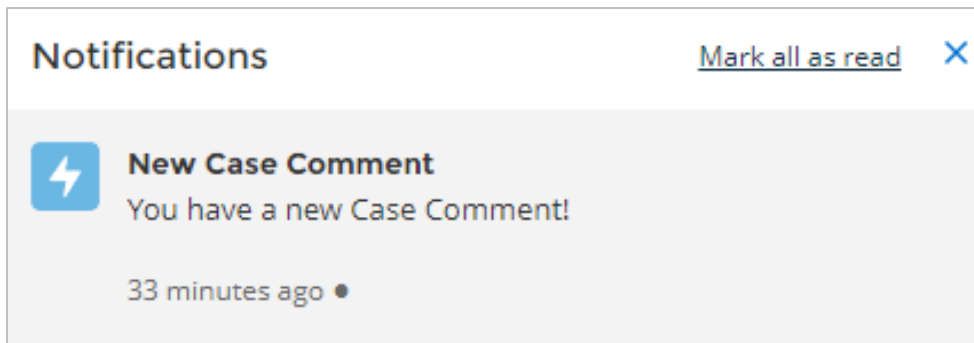 Notifications
Mark all as read
New Case Comment
You have a new Case Comment!
33 minutes ago